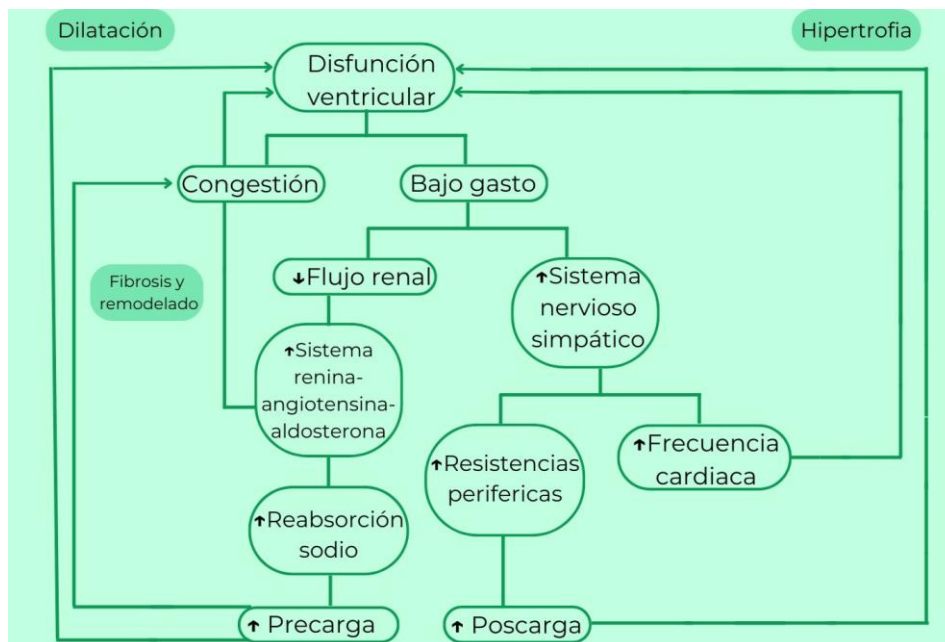 Dilatación
Hipertrofia
Disfunción
ventricular
Congestión
Bajo gasto
Fibrosis y
remodelado
↓Flujo renal
↑Sistema
nervioso
simpático
↑Sistema
renina-
angiotensina-
aldosterona
↑Resistencias
perifericas
↑Frecuencia
cardiaca
↑Reabsorción
sodio
↑ Precarga
↑ Poscarga